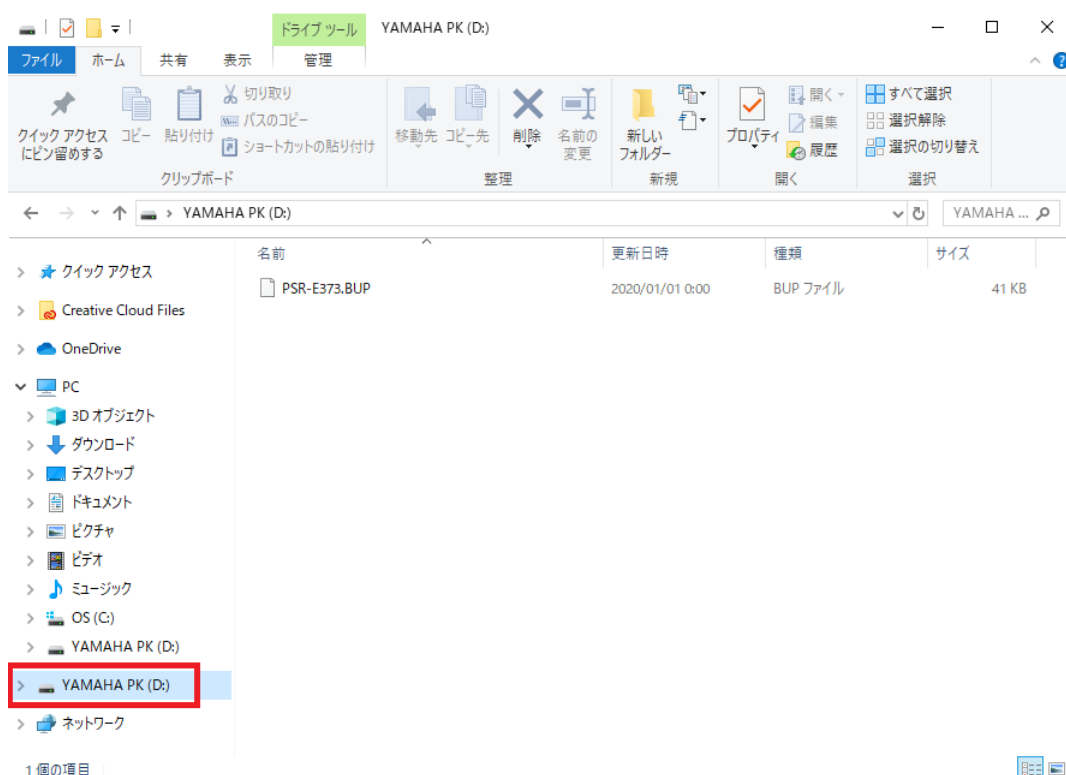 ドライブ ツール YAMAHA PK (D:)
ファイル ホーム 共有 表示 管理
クイック アクセス
にピン留めする
コピー
貼り付け
切り取り
パスのコピー
ショートカットの貼り付け
クリップボード
移動先
コピー先
削除
名前の
変更
整理
新しい
フォルダー
新規
プロパティ
開く
編集
履歴
開く
すべて選択
選択解除
選択の切り替え
選択
YAMAHA PK (D:)
YAMAHA ...
名前 更新日時 種類 サイズ
PSR-E373.BUP 2020/01/01 0:00 BUP ファイル 41 KB
クイック アクセス
Creative Cloud Files
OneDrive
PC
3D オブジェクト
ダウンロード
デスクトップ
ドキュメント
ピクチャ
ビデオ
ミュージック
OS (C:)
YAMAHA PK (D:)
YAMAHA PK (D:)
ネットワーク
1 個の項目